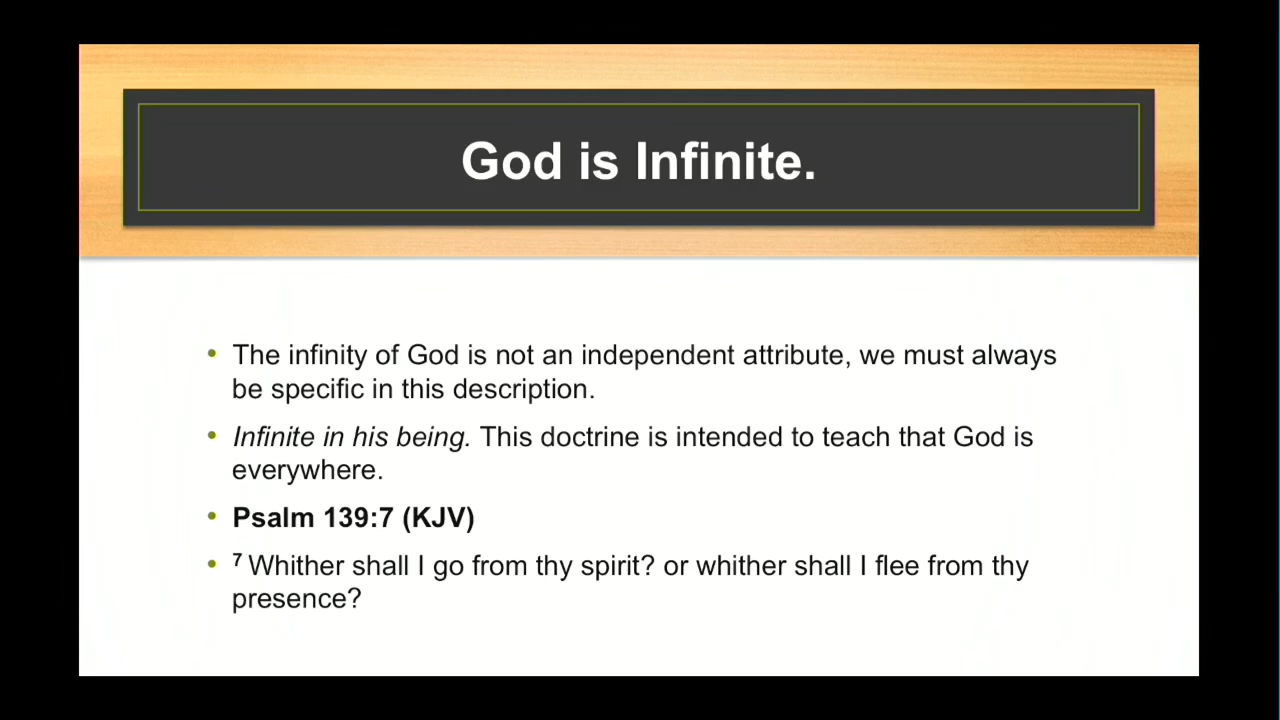 God is Infinite.
• The infinity of God is not an independent attribute, we must always
be specific in this description.
• Infinite in his being. This doctrine is intended to teach that God is
everywhere.
• Psalm 139:7 (KJV)
• 7 Whither shall I go from thy spirit? or whither shall I flee from thy
presence?